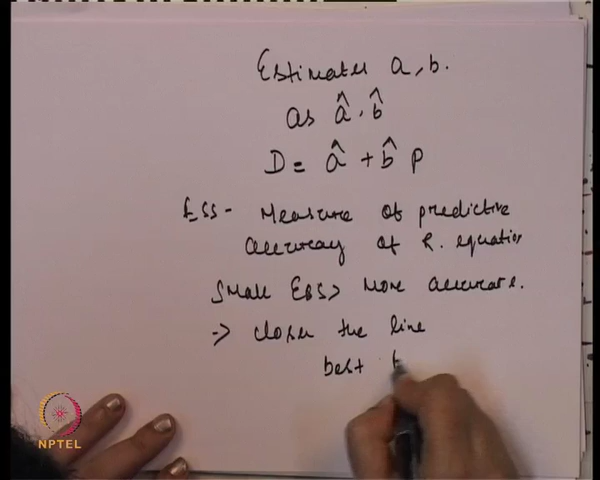 Estimates a, b.
as â, b̂
D = â + b̂ P
ESS - Measure of predictive
accuracy of R. equation
Small ESS > More accurate.
-> closer the line
best
NPTEL